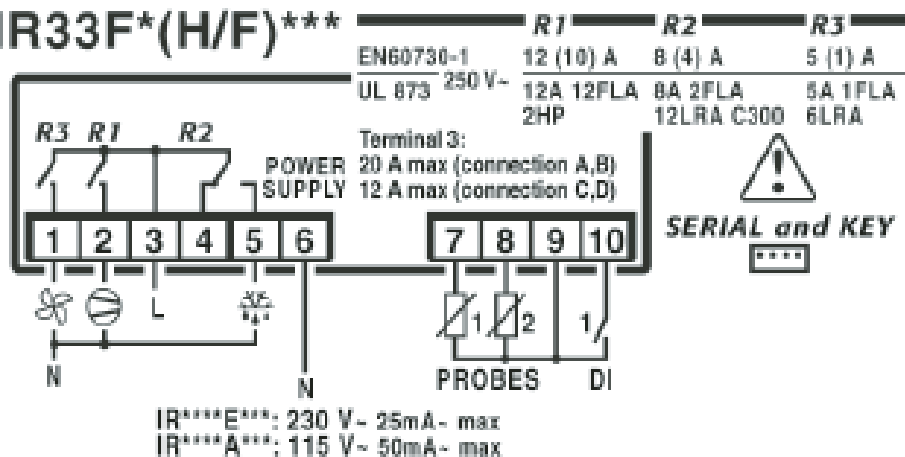 IR33F*(H/F)***
R1 R2 R3
EN60730-1 12 (10) A 8 (4) A 5 (1) A
UL 873 250 V~ 12A 12FLA 8A 2FLA 5A 1FLA
2HP 12LRA C300 6LRA
R3 R1 R2
Terminal 3:
POWER SUPPLY 20 A max (connection A,B)
12 A max (connection C,D)
1 2 3 4 5 6 7 8 9 10
SERIAL and KEY
L 1 2 1
N N PROBES DI
IR****E***: 230 V~ 25mA~ max
IR****A***: 115 V~ 50mA~ max